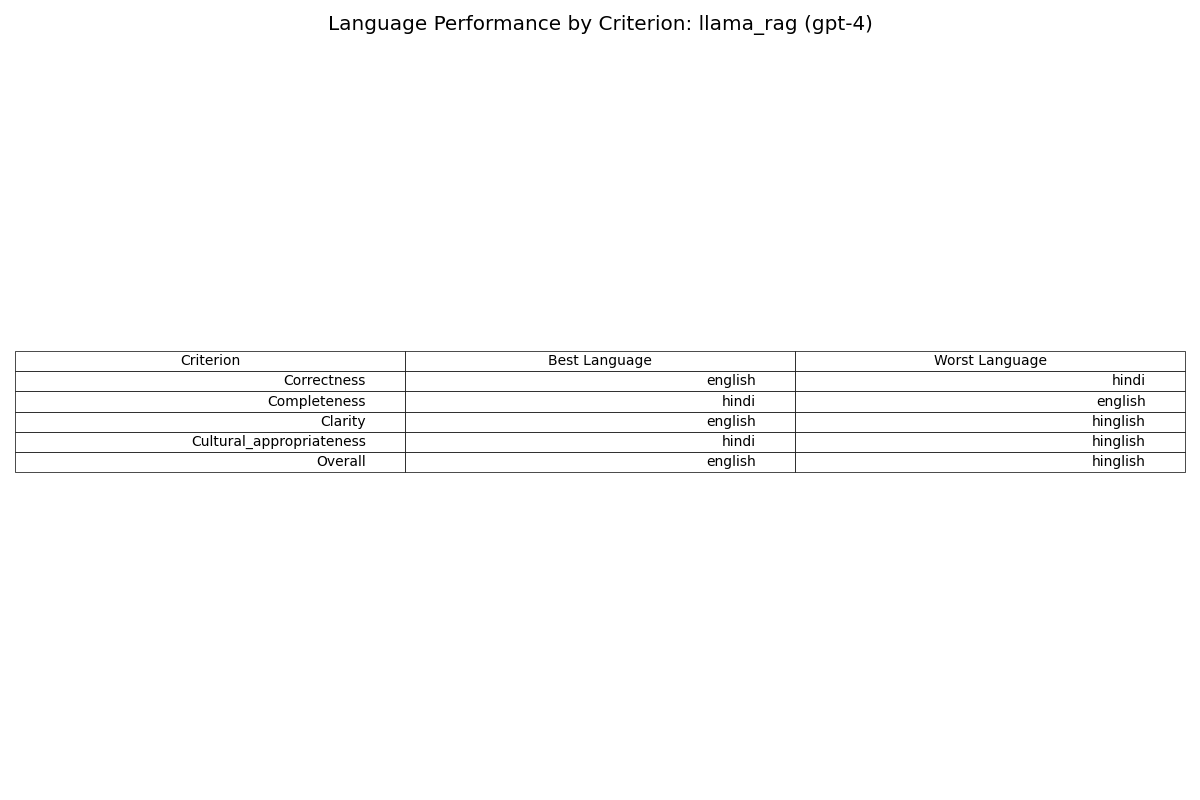 Language Performance by Criterion: llama_rag (gpt-4)
Criterion Best Language Worst Language
Correctness english hindi
Completeness hindi english
Clarity english hinglish
Cultural_appropriateness hindi hinglish
Overall english hinglish